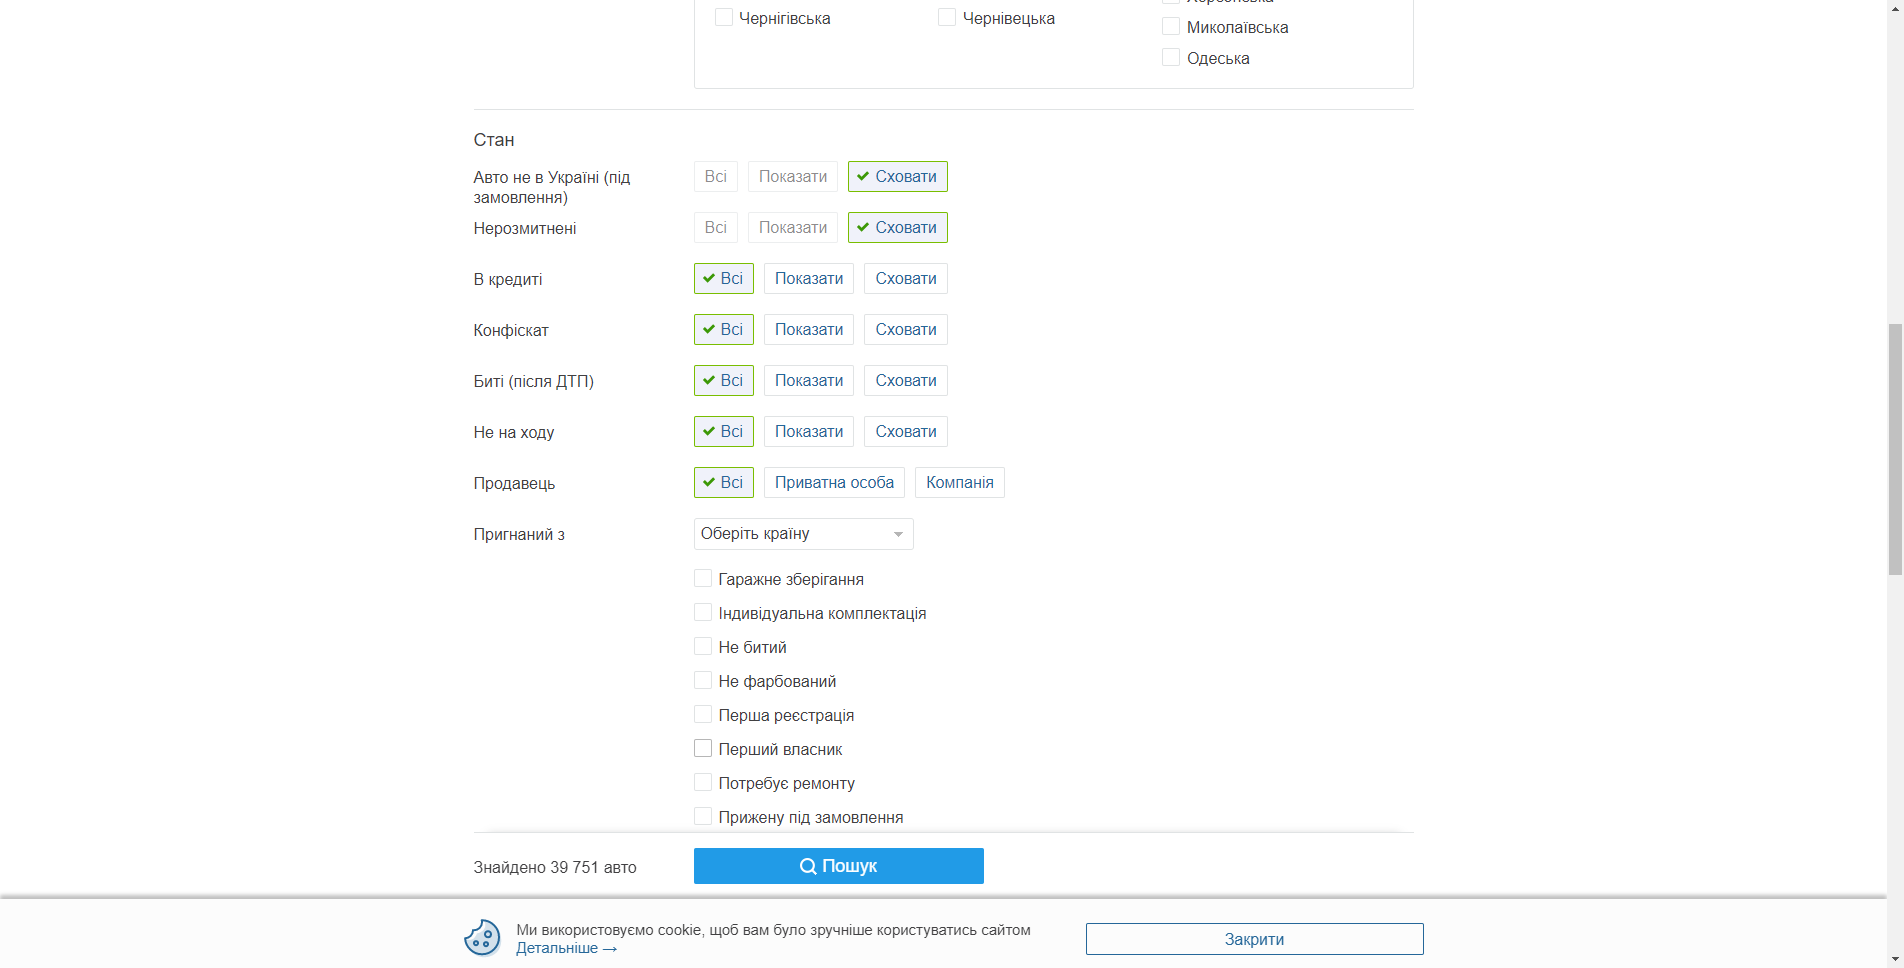 Чернігівська
Чернівецька
Миколаївська
Одеська
Стан
Авто не в Україні (під
замовлення)
Всі
Показати
Сховати
Нерозмитнені
Всі
Показати
Сховати
В кредиті
Всі
Показати
Сховати
Конфіскат
Всі
Показати
Сховати
Биті (після ДТП)
Всі
Показати
Сховати
Не на ходу
Всі
Показати
Сховати
Продавець
Всі
Приватна особа
Компанія
Пригнаний з
Оберіть країну
Гаражне зберігання
Індивідуальна комплектація
Не битий
Не фарбований
Перша реєстрація
Перший власник
Потребує ремонту
Прижену під замовлення
Знайдено 39 751 авто
Пошук
Ми використовуємо cookie, щоб вам було зручніше користуватись сайтом
Детальніше →
Закрити